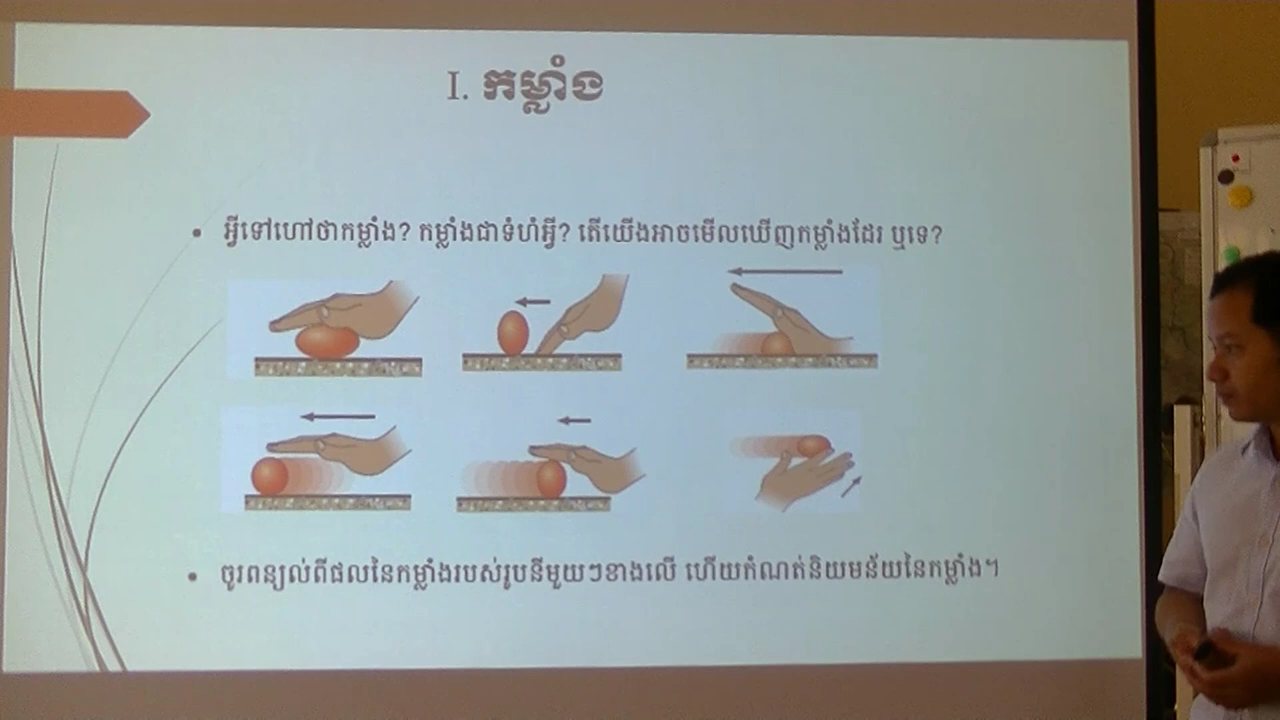 I. កម្លាំង
• អ្វីទៅហៅថាកម្លាំង? កម្លាំងជាទំហំអ្វី? តើយើងអាចមើលឃើញកម្លាំងដែរ ឬទេ?
• ចូរពន្យល់ពីផលនៃកម្លាំងរបស់រូបនីមួយៗខាងលើ ហើយកំណត់និយមន័យនៃកម្លាំង។